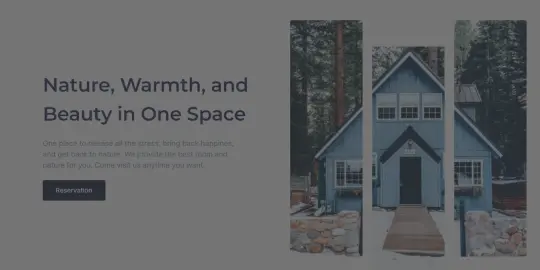 Nature, Warmth, and
Beauty in One Space
One place to release all the stress, bring back happiness,
and get back to nature. We provide the best room and
nature for you. Come visit us anytime you want.
Reservation